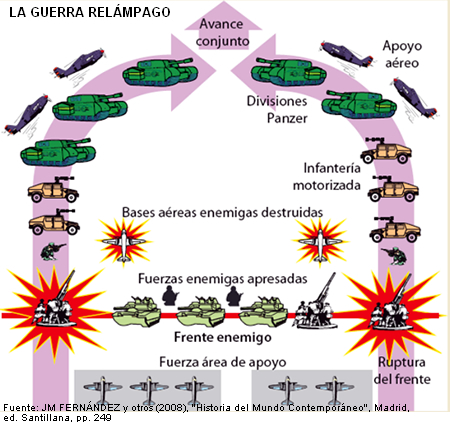 LA GUERRA RELÁMPAGO
Avance
conjunto
Apoyo
aéreo
Divisiones
Panzer
Infantería
motorizada
Bases aéreas enemigas destruidas
Fuerzas enemigas apresadas
Frente enemigo
Fuerza área de apoyo
Ruptura
del frente
Fuente: JM FERNÁNDEZ y otros (2008), "Historia del Mundo Contemporáneo", Madrid,
ed. Santillana, pp. 249